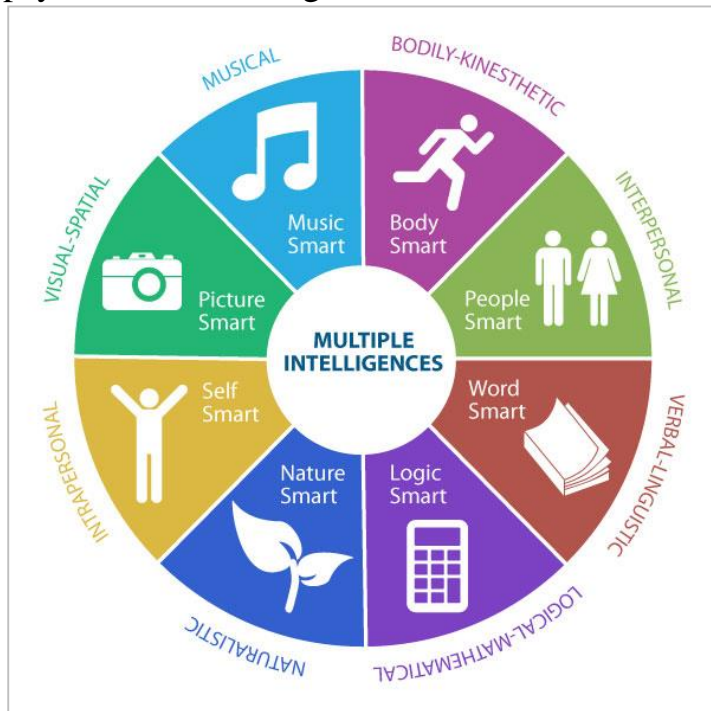 MUSICAL
BODILY-KINESTHETIC
INTERPERSONAL
VERBAL-LINGUISTIC
LOGICAL-MATHEMATICAL
NATURALISTIC
INTRAPERSONAL
VISUAL-SPATIAL
Music
Smart
Body
Smart
People
Smart
Word
Smart
Logic
Smart
Nature
Smart
Self
Smart
Picture
Smart
MULTIPLE
INTELLIGENCES